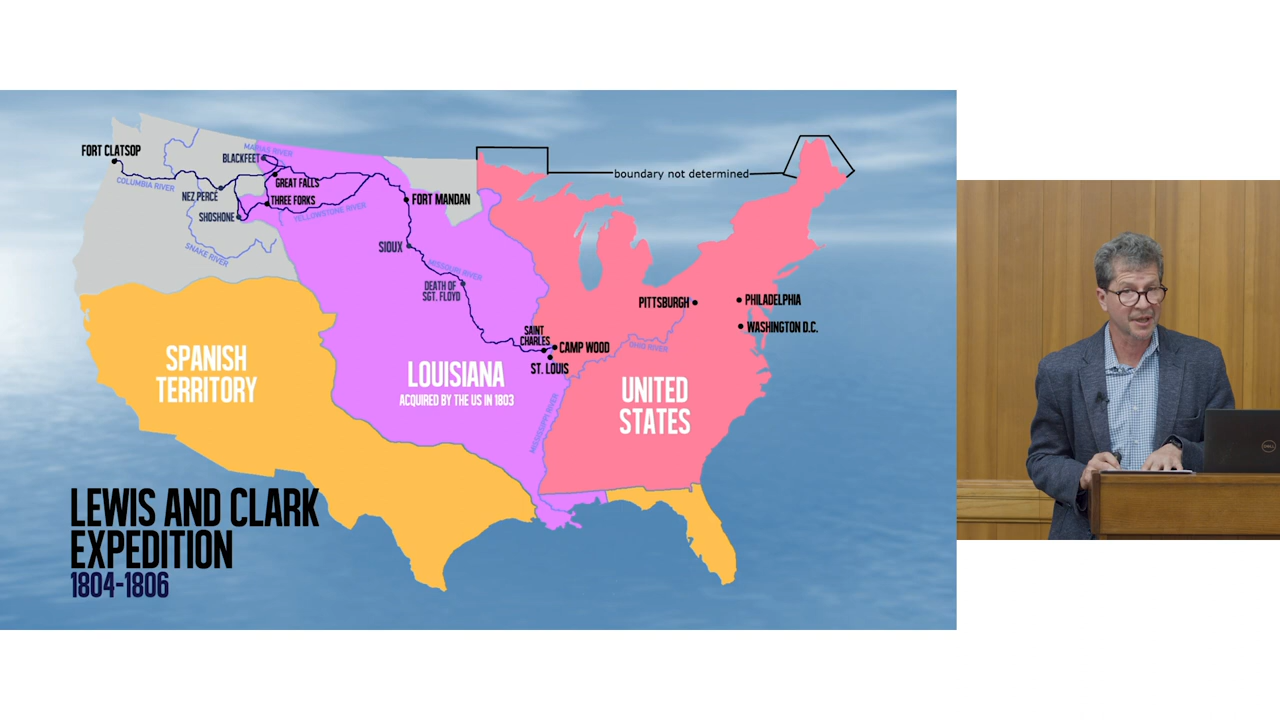 FORT CLATSOP
COLUMBIA RIVER
MARIAS RIVER
BLACKFEET
GREAT FALLS
NEZ PERCE
THREE FORKS
SHOSHONE
YELLOWSTONE RIVER
SNAKE RIVER
FORT MANDAN
SIOUX
MISSOURI RIVER
DEATH OF
SGT. FLOYD
boundary not determined
PITTSBURGH
PHILADELPHIA
WASHINGTON D.C.
SAINT
CHARLES
CAMP WOOD
ST. LOUIS
OHIO RIVER
MISSISSIPPI RIVER
SPANISH
TERRITORY
LOUISIANA
ACQUIRED BY THE US IN 1803
UNITED
STATES
LEWIS AND CLARK
EXPEDITION
1804-1806
DELL